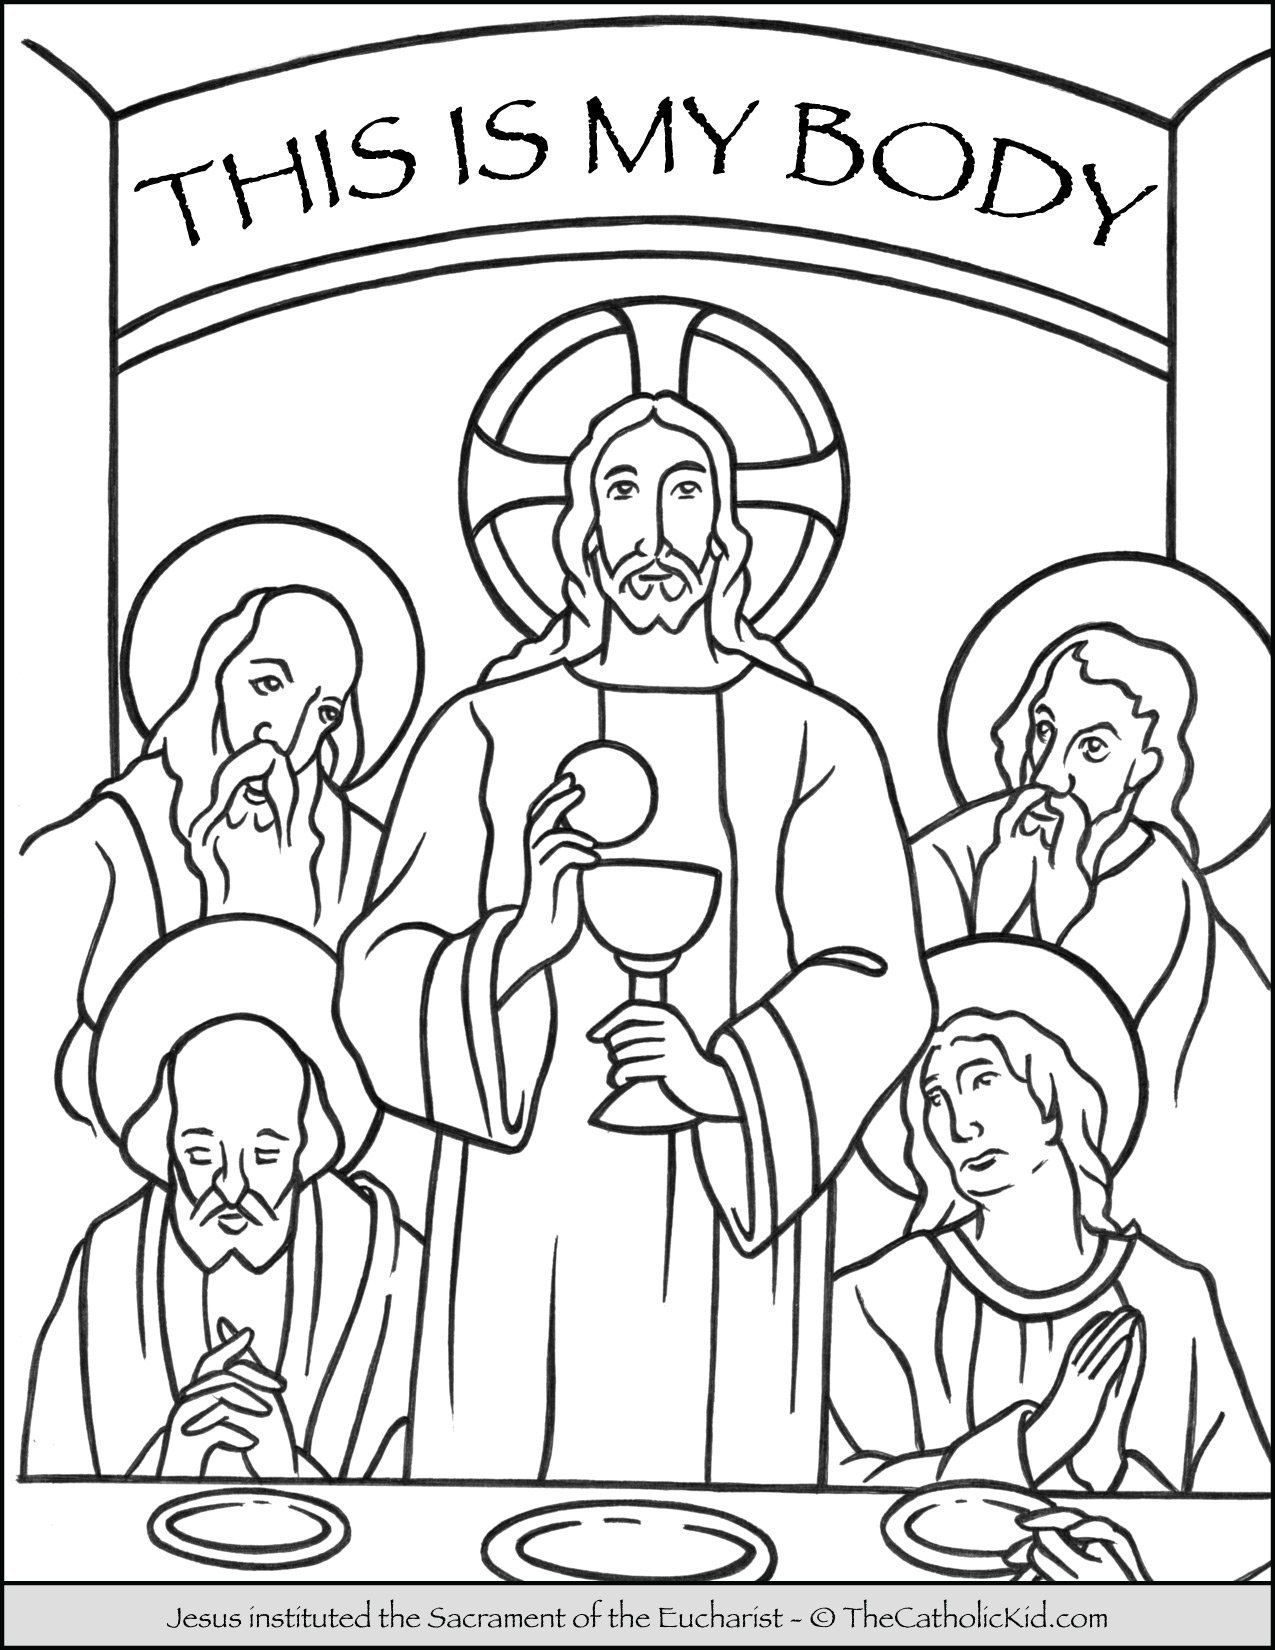 THIS IS MY BODY
Jesus instituted the Sacrament of the Eucharist - © TheCatholicKid.com